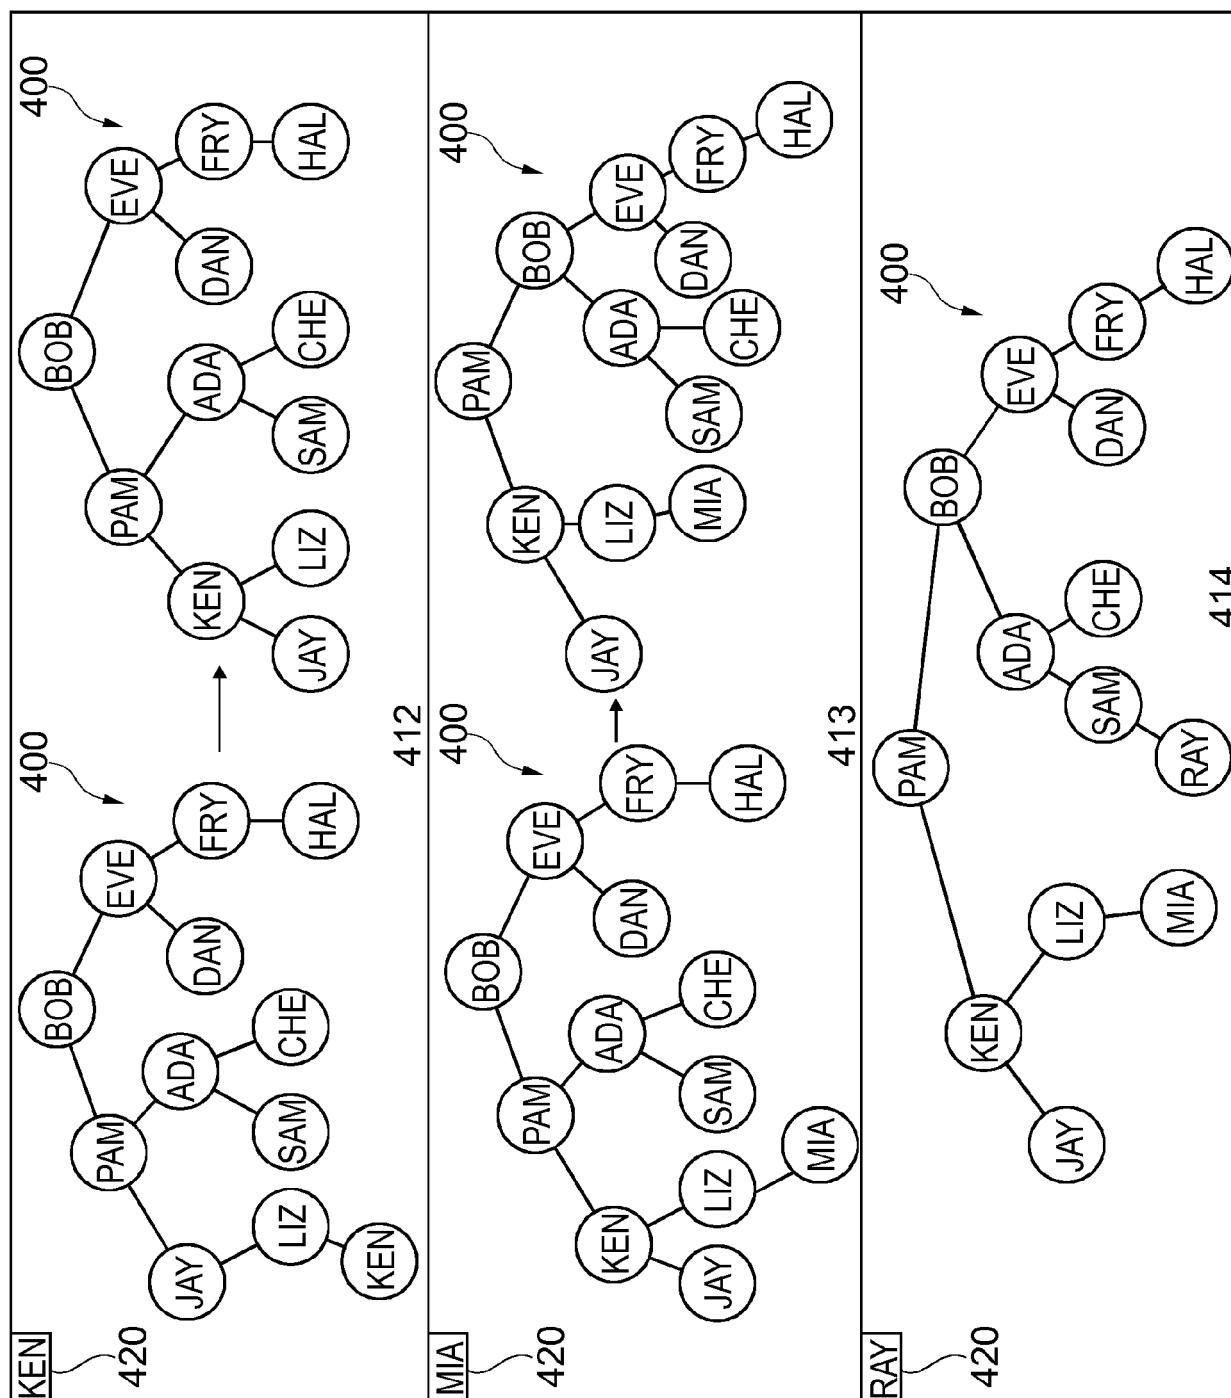 KEN
420
400
BOB
PAM
EVE
JAY
ADA
DAN
FRY
LIZ
SAM
CHE
HAL
KEN
400
BOB
PAM
EVE
KEN
ADA
DAN
FRY
JAY
LIZ
SAM
CHE
HAL
412
MIA
420
400
BOB
PAM
EVE
KEN
ADA
DAN
FRY
JAY
LIZ
SAM
CHE
HAL
MIA
400
PAM
KEN
BOB
JAY
LIZ
ADA
EVE
MIA
SAM
CHE
DAN
FRY
HAL
413
RAY
420
400
PAM
KEN
BOB
JAY
LIZ
ADA
EVE
MIA
SAM
CHE
DAN
FRY
RAY
HAL
414